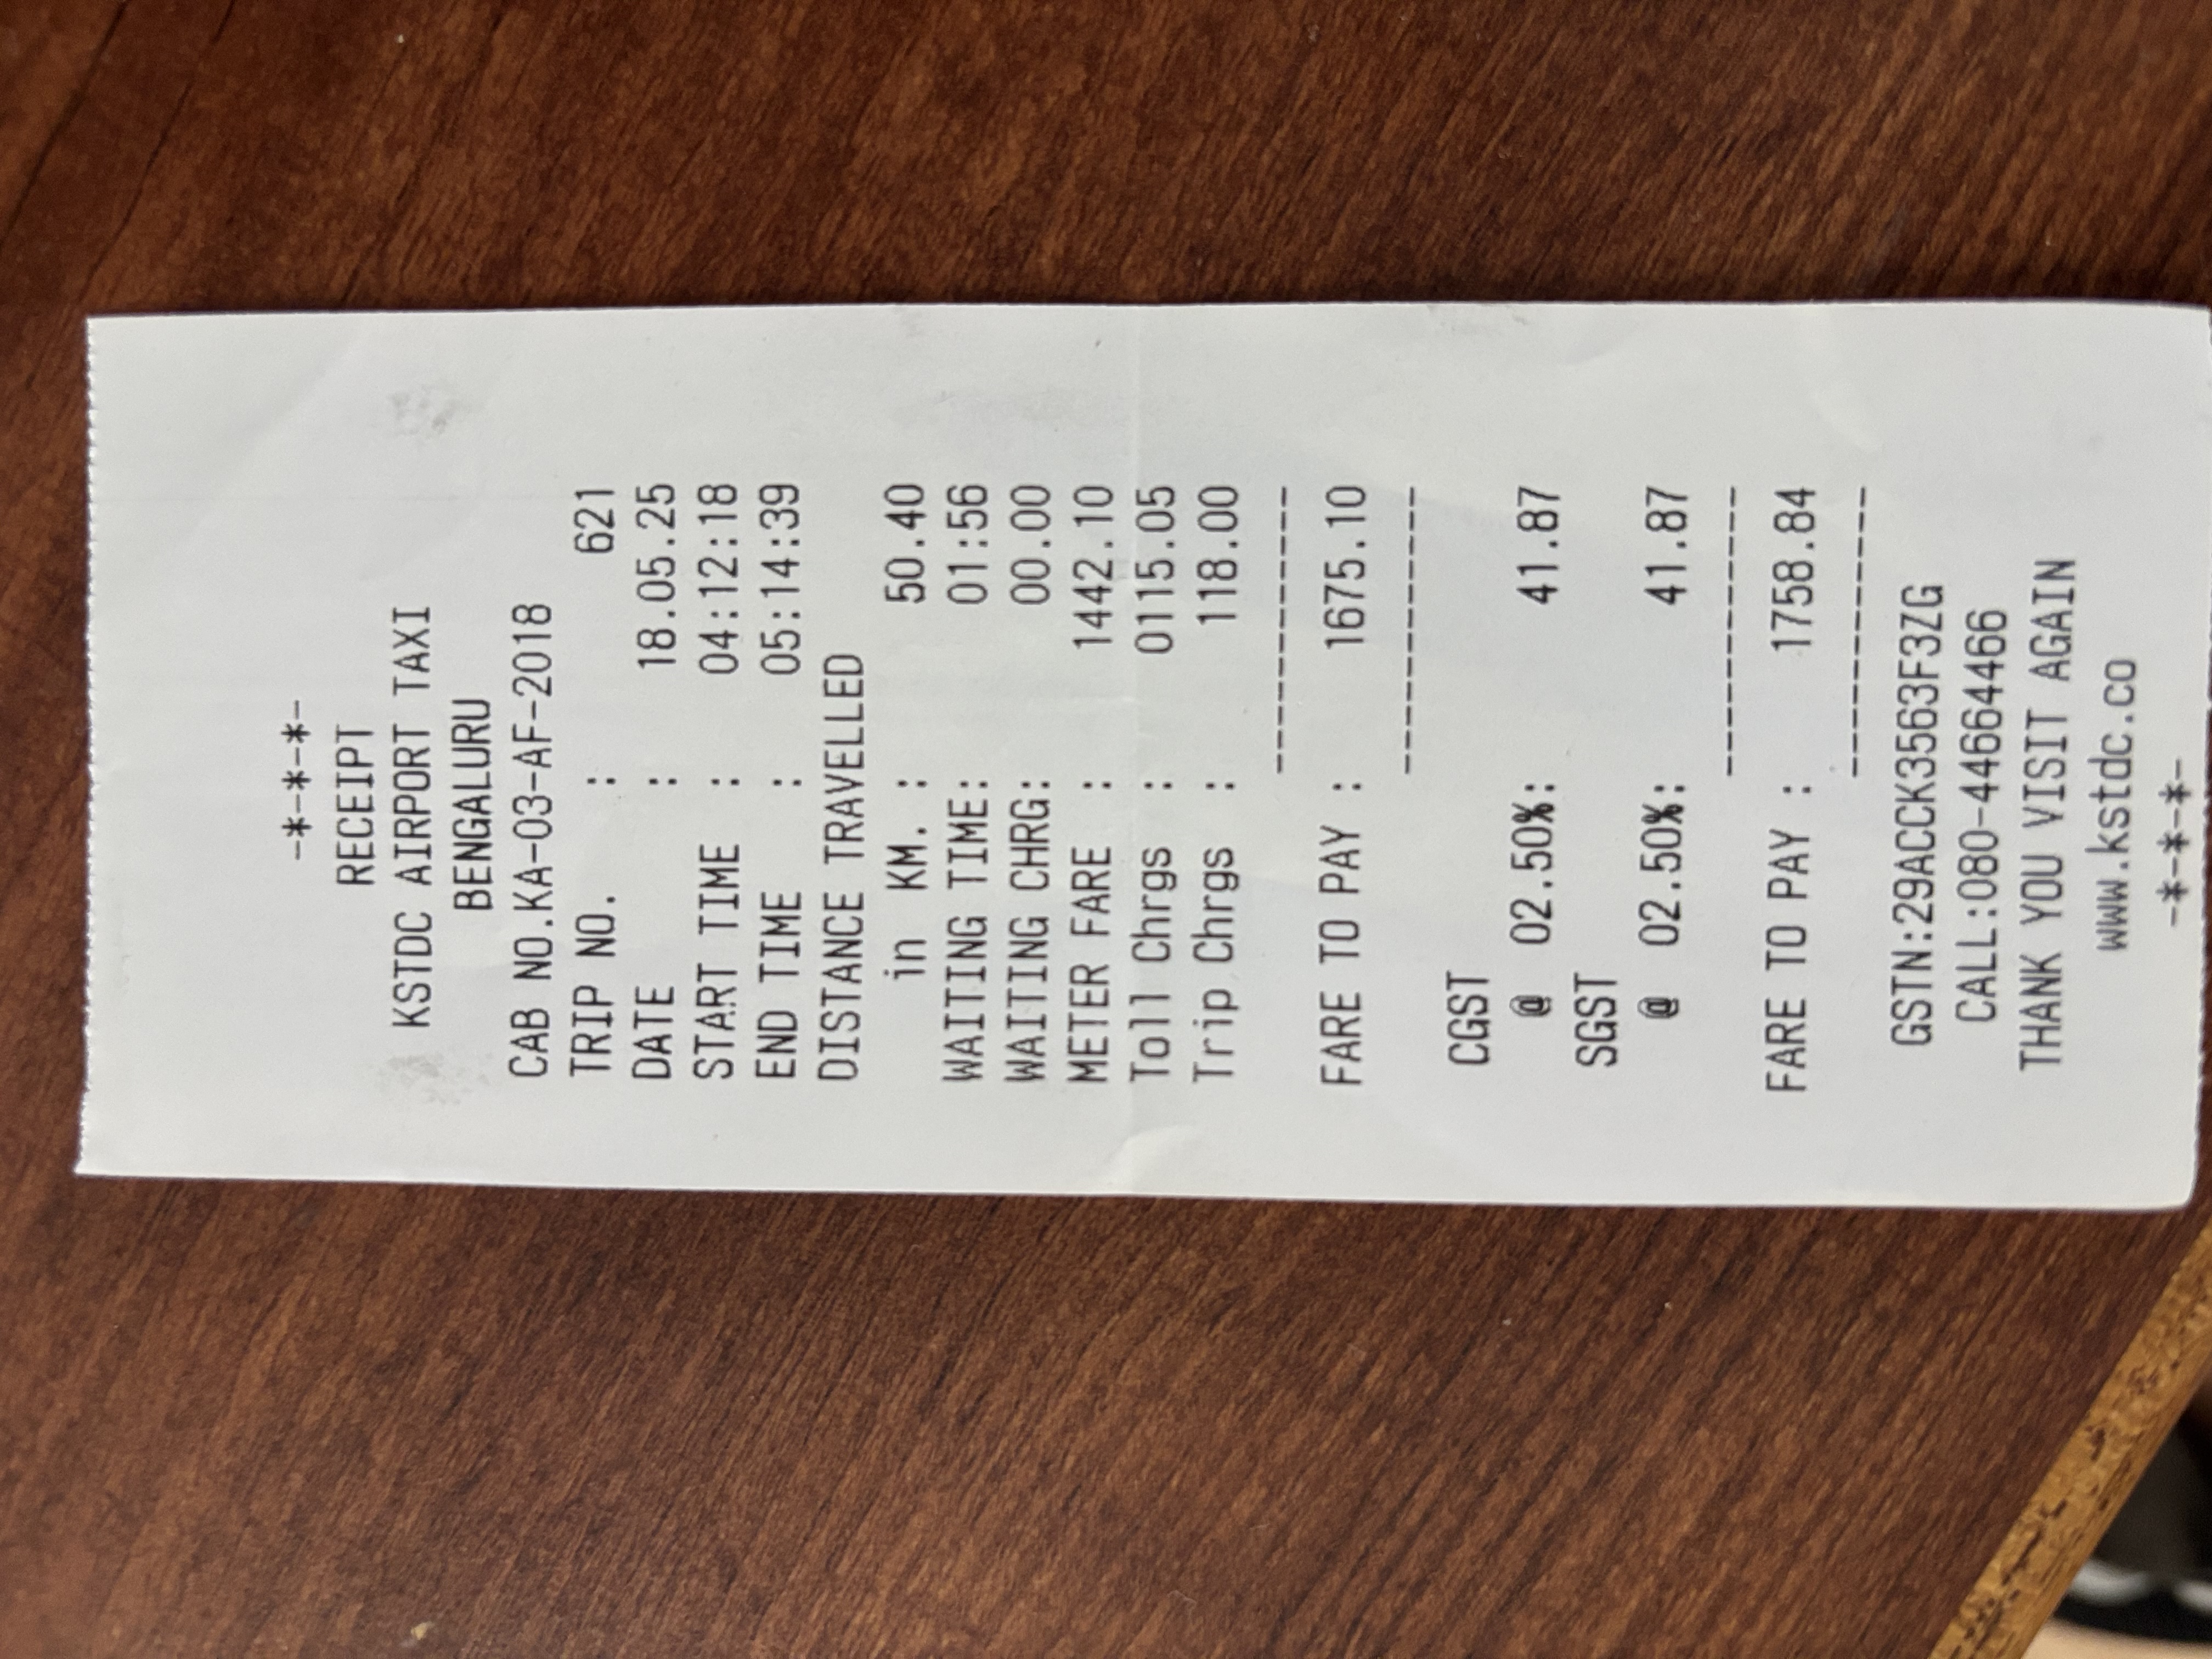 -*-*-*-
RECEIPT
KSTDC AIRPORT TAXI
BENGALURU
CAB NO.KA-03-AF-2018
TRIP NO. : 621
DATE : 18.05.25
START TIME : 04:12:18
END TIME : 05:14:39
DISTANCE TRAVELLED
in KM. : 50.40
WAITING TIME: 01:56
WAITING CHRG: 00.00
METER FARE : 1442.10
Toll Chrgs : 0115.05
Trip Chrgs : 118.00
------------
FARE TO PAY : 1675.10
------------
CGST
@ 02.50%: 41.87
SGST
@ 02.50%: 41.87
------------
FARE TO PAY : 1758.84
------------
GSTN:29ACCK3563F3ZG
CALL:080-44664466
THANK YOU VISIT AGAIN
www.kstdc.co
-*-*-*-